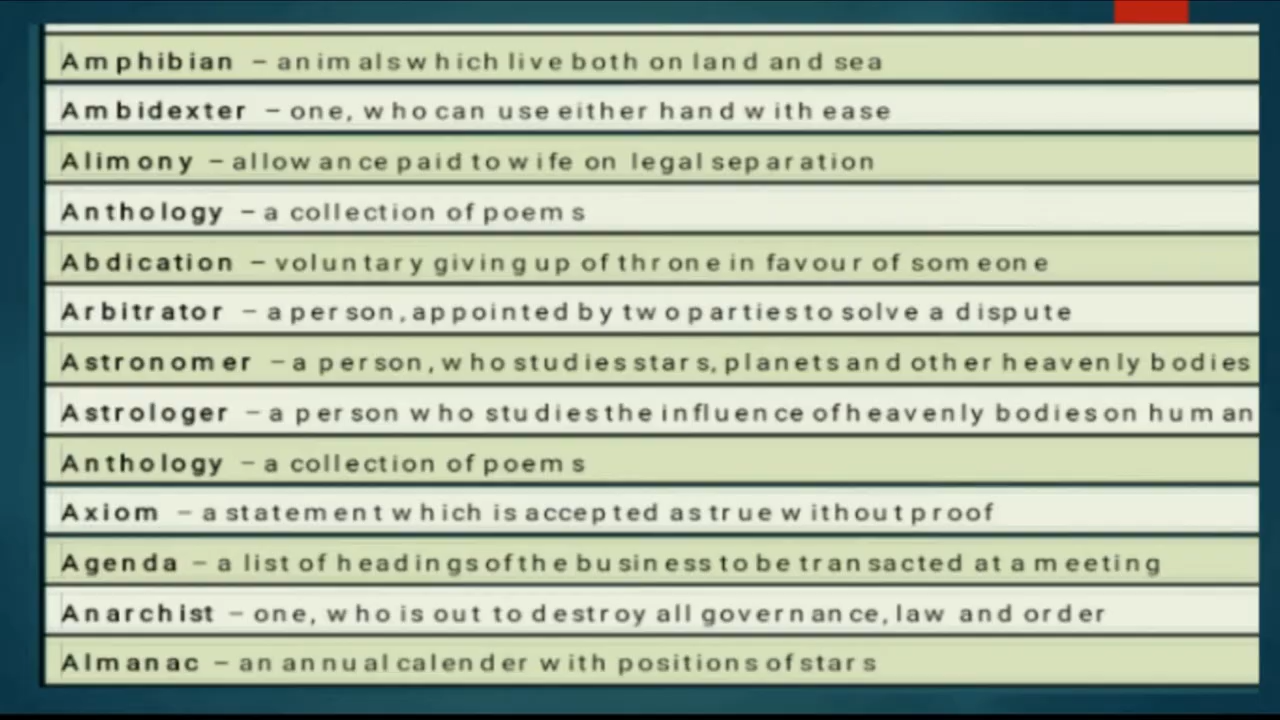 Amphibian – animals which live both on land and sea
Ambidexter – one, who can use either hand with ease
Alimony – allowance paid to wife on legal separation
Anthology – a collection of poems
Abdication – voluntary giving up of throne in favour of someone
Arbitrator – a person, appointed by two parties to solve a dispute
Astronomer – a person, who studies stars, planets and other heavenly bodies
Astrologer – a person who studies the influence of heavenly bodies on human
Anthology – a collection of poems
Axiom – a statement which is accepted as true without proof
Agenda – a list of headings of the business to be transacted at a meeting
Anarchist – one, who is out to destroy all governance, law and order
Almanac – an annual calender with positions of stars